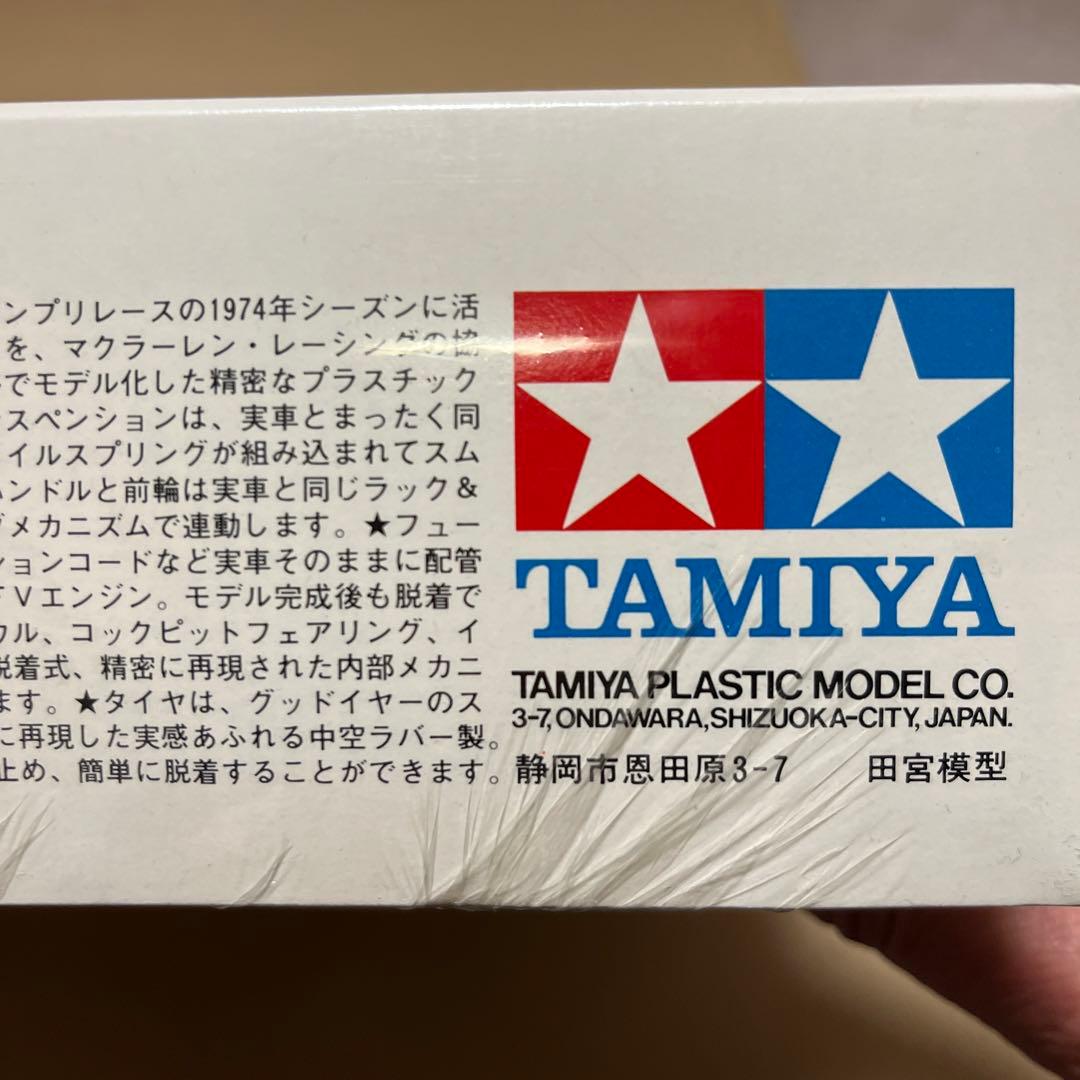 ンプリレースの1974年シーズンに活
を、マクラーレン・レーシングの協
でモデル化した精密なプラスチック
スペンションは、実車とまったく同
イルスプリングが組み込まれてスム
ハンドルと前輪は実車と同じラック&
グメカニズムで連動します。★フュー
ションコードなど実車そのままに配管
Vエンジン。モデル完成後も脱着で
ウル、コックピットフェアリング、イ
脱着式、精密に再現された内部メカニ
ます。★タイヤは、グッドイヤーのス
に再現した実感あふれる中空ラバー製。
止め、簡単に脱着することができます。
TAMIYA
TAMIYA PLASTIC MODEL CO.
3-7, ONDAWARA, SHIZUOKA-CITY, JAPAN.
静岡市恩田原3-7 田宮模型